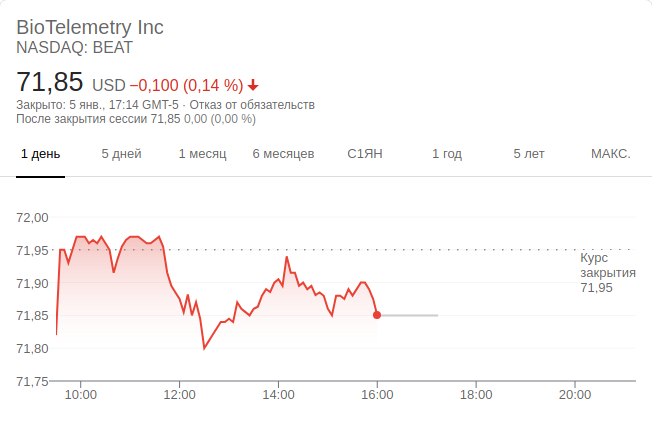 BioTelemetry Inc
NASDAQ: BEAT
71,85 USD −0,100 (0,14 %)
Закрыто: 5 янв., 17:14 GMT-5 · Отказ от обязательств
После закрытия сессии 71,85 0,00 (0,00 %)
1 день 5 дней 1 месяц 6 месяцев С1ЯН 1 год 5 лет МАКС.
72,00
71,95
Курс
закрытия
71,95
71,90
71,85
71,80
71,75
10:00 12:00 14:00 16:00 18:00 20:00